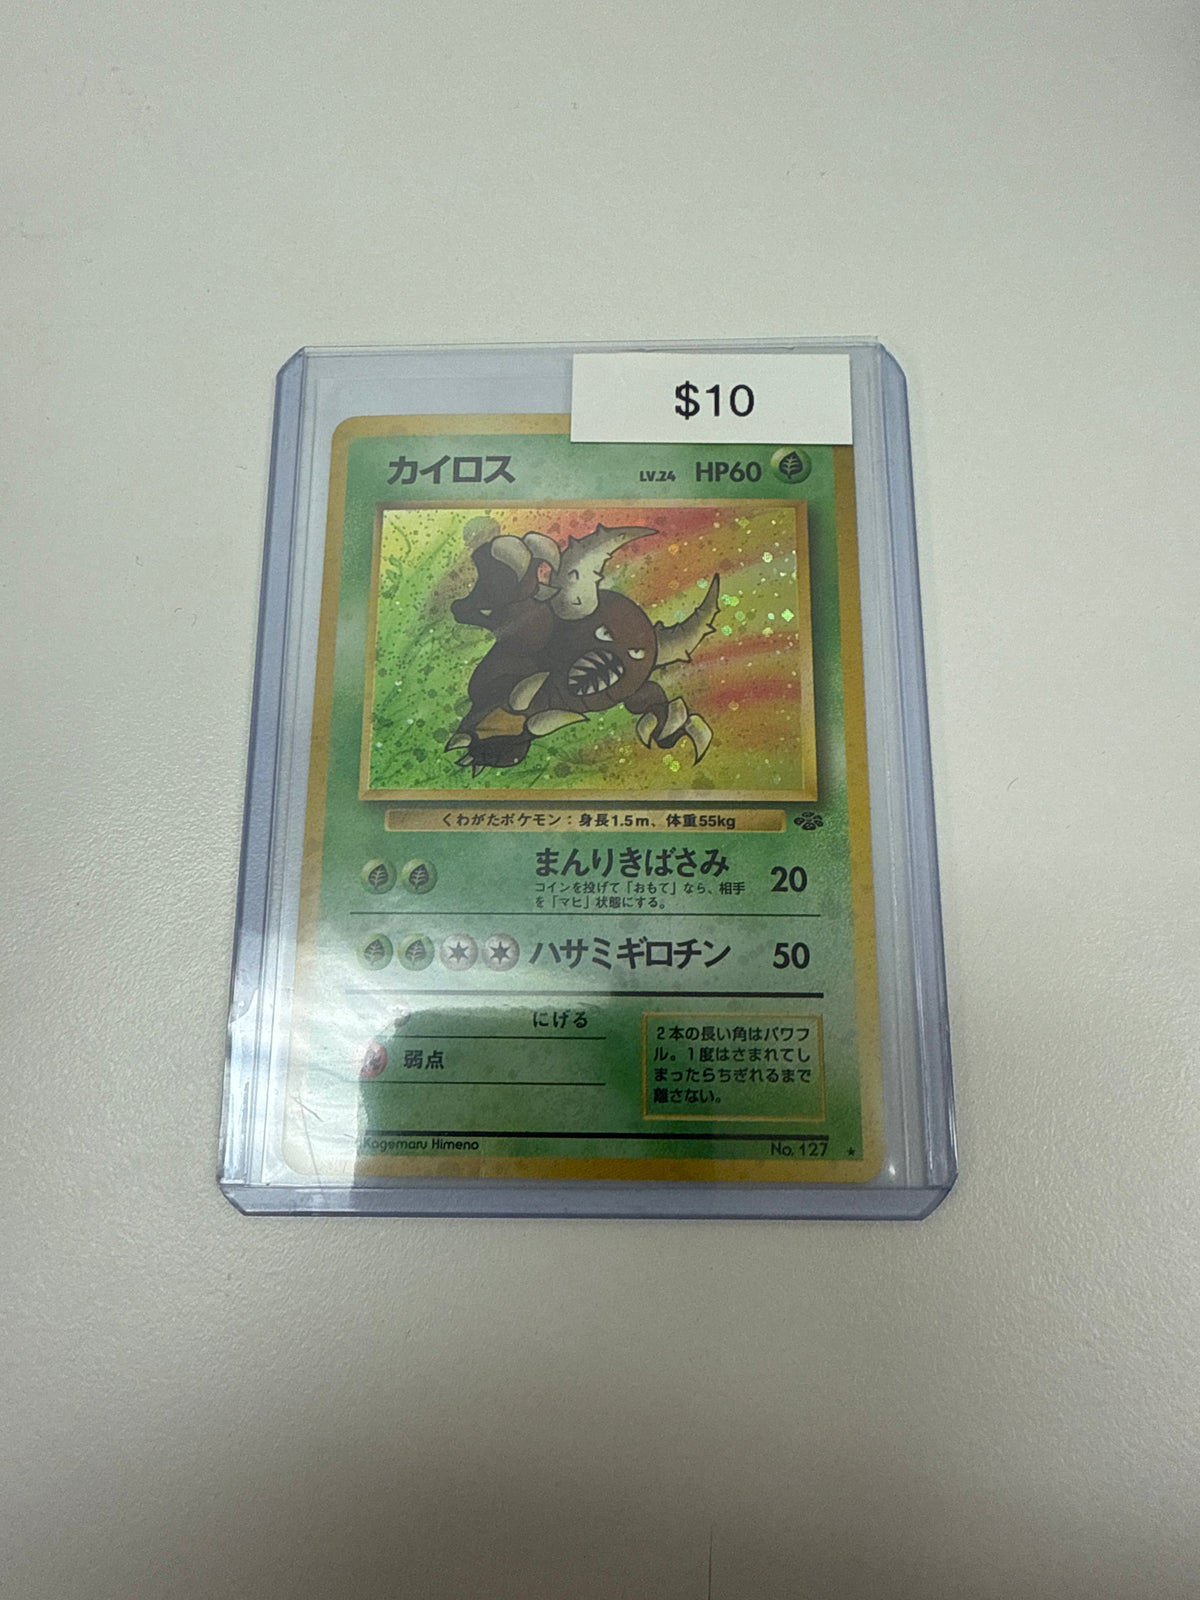 $10
カイロス LV.24 HP60
くわがたポケモン：身長1.5m、体重55kg
まんりきばさみ 20
コインを投げて「おもて」なら、相手
を「マヒ」状態にする。
ハサミギロチン 50
にげる
弱点
2本の長い角はパワフ
ル。1度はさまれてし
まったらちぎれるまで
離さない。
Kagemaru Himeno No. 127 ★